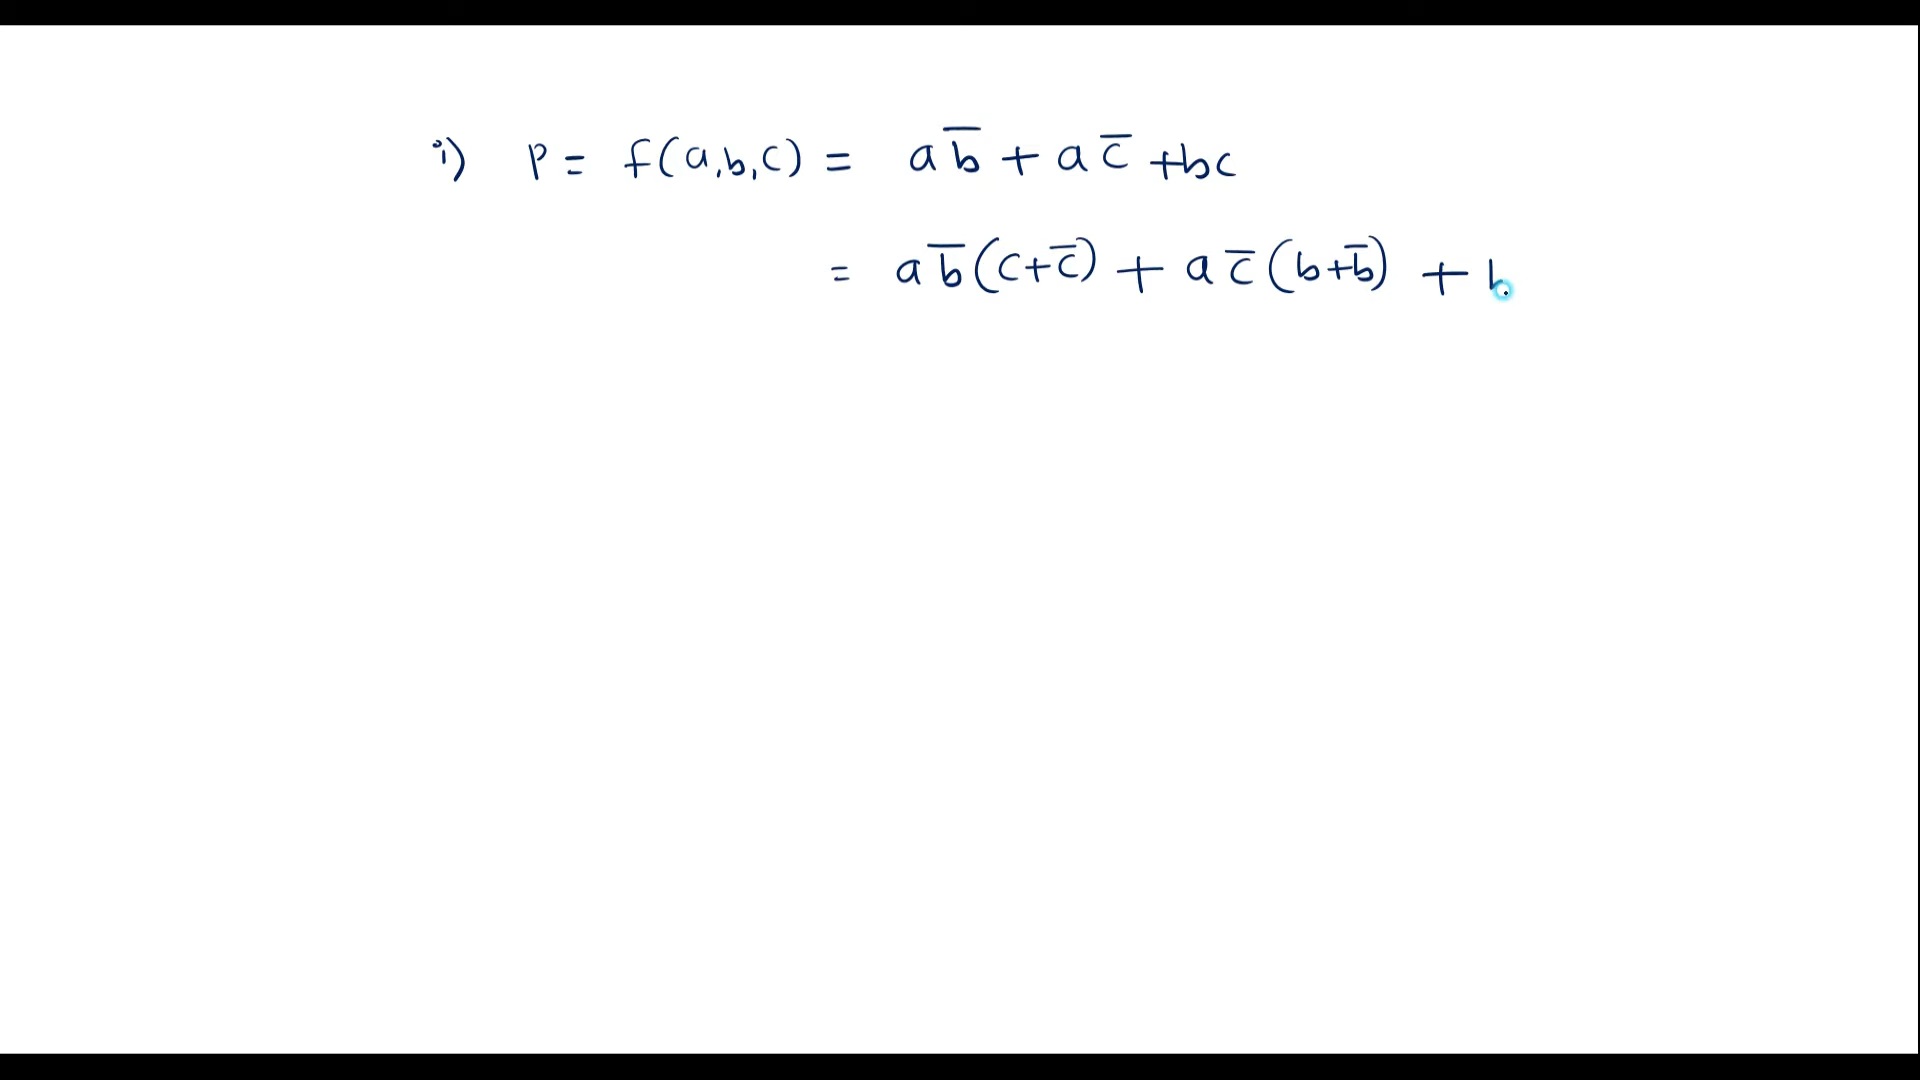 i) P = f(a,b,c) = ab̅ + ac̅ + bc
= ab̅(c+c̅) + ac̅(b+b̅) + b